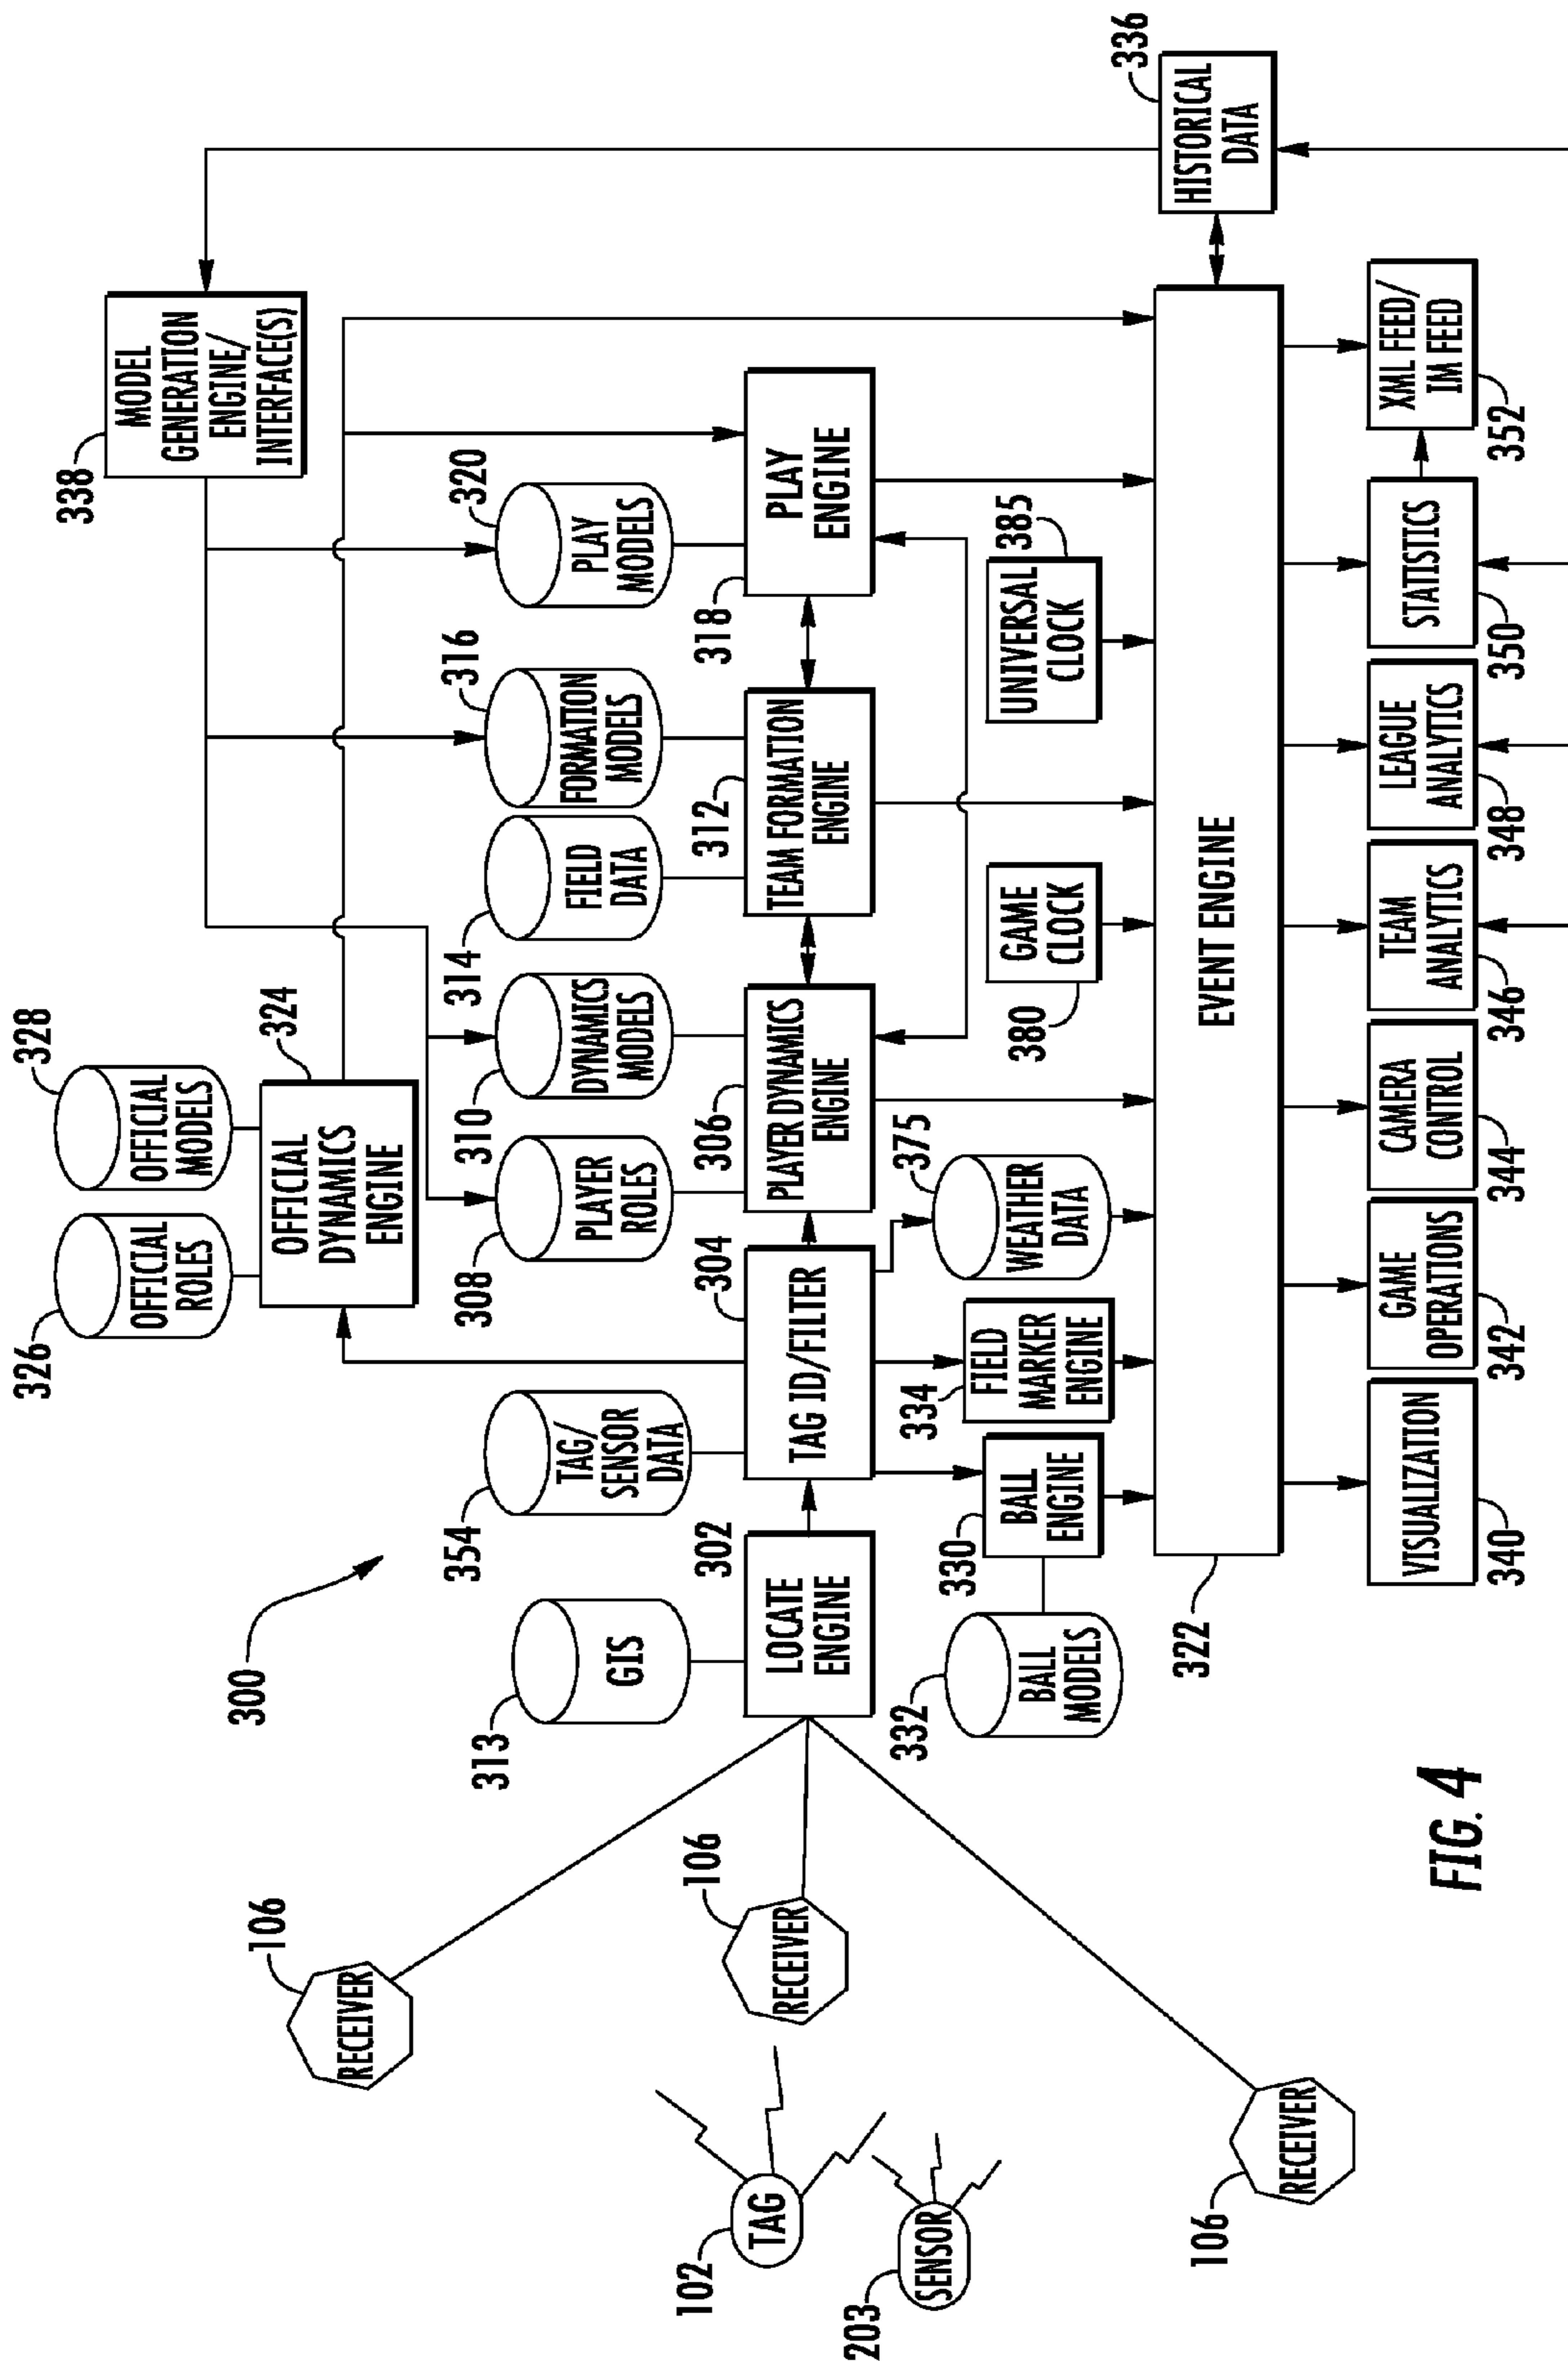 300
326
328
OFFICIAL
ROLES
OFFICIAL
MODELS
OFFICIAL
DYNAMICS
ENGINE
324
338
MODEL
GENERATION
ENGINE/
INTERFACE(S)
106
RECEIVER
313
GIS
354
TAG/
SENSOR
DATA
308
PLAYER
ROLES
310
DYNAMICS
MODELS
314
FIELD
DATA
316
FORMATION
MODELS
320
PLAY
MODELS
102
TAG
106
RECEIVER
302
LOCATE
ENGINE
304
TAG ID/FILTER
306
PLAYER DYNAMICS
ENGINE
312
TEAM FORMATION
ENGINE
318
PLAY
ENGINE
203
SENSOR
332
BALL
MODELS
330
BALL
ENGINE
334
FIELD
MARKER
ENGINE
375
WEATHER
DATA
380
GAME
CLOCK
385
UNIVERSAL
CLOCK
106
RECEIVER
322
EVENT ENGINE
336
HISTORICAL
DATA
VISUALIZATION
340
GAME
OPERATIONS
342
CAMERA
CONTROL
344
TEAM
ANALYTICS
346
LEAGUE
ANALYTICS
348
STATISTICS
350
XML FEED/
IM FEED
352
FIG. 4